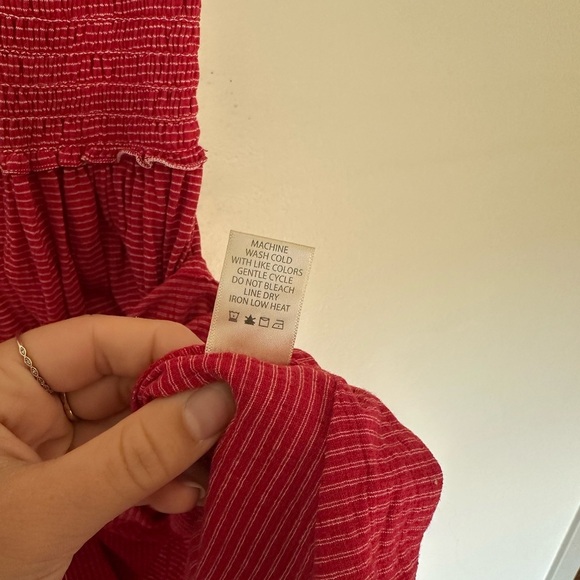 MACHINE
WASH COLD
WITH LIKE COLORS
GENTLE CYCLE
DO NOT BLEACH
LINE DRY
IRON LOW HEAT